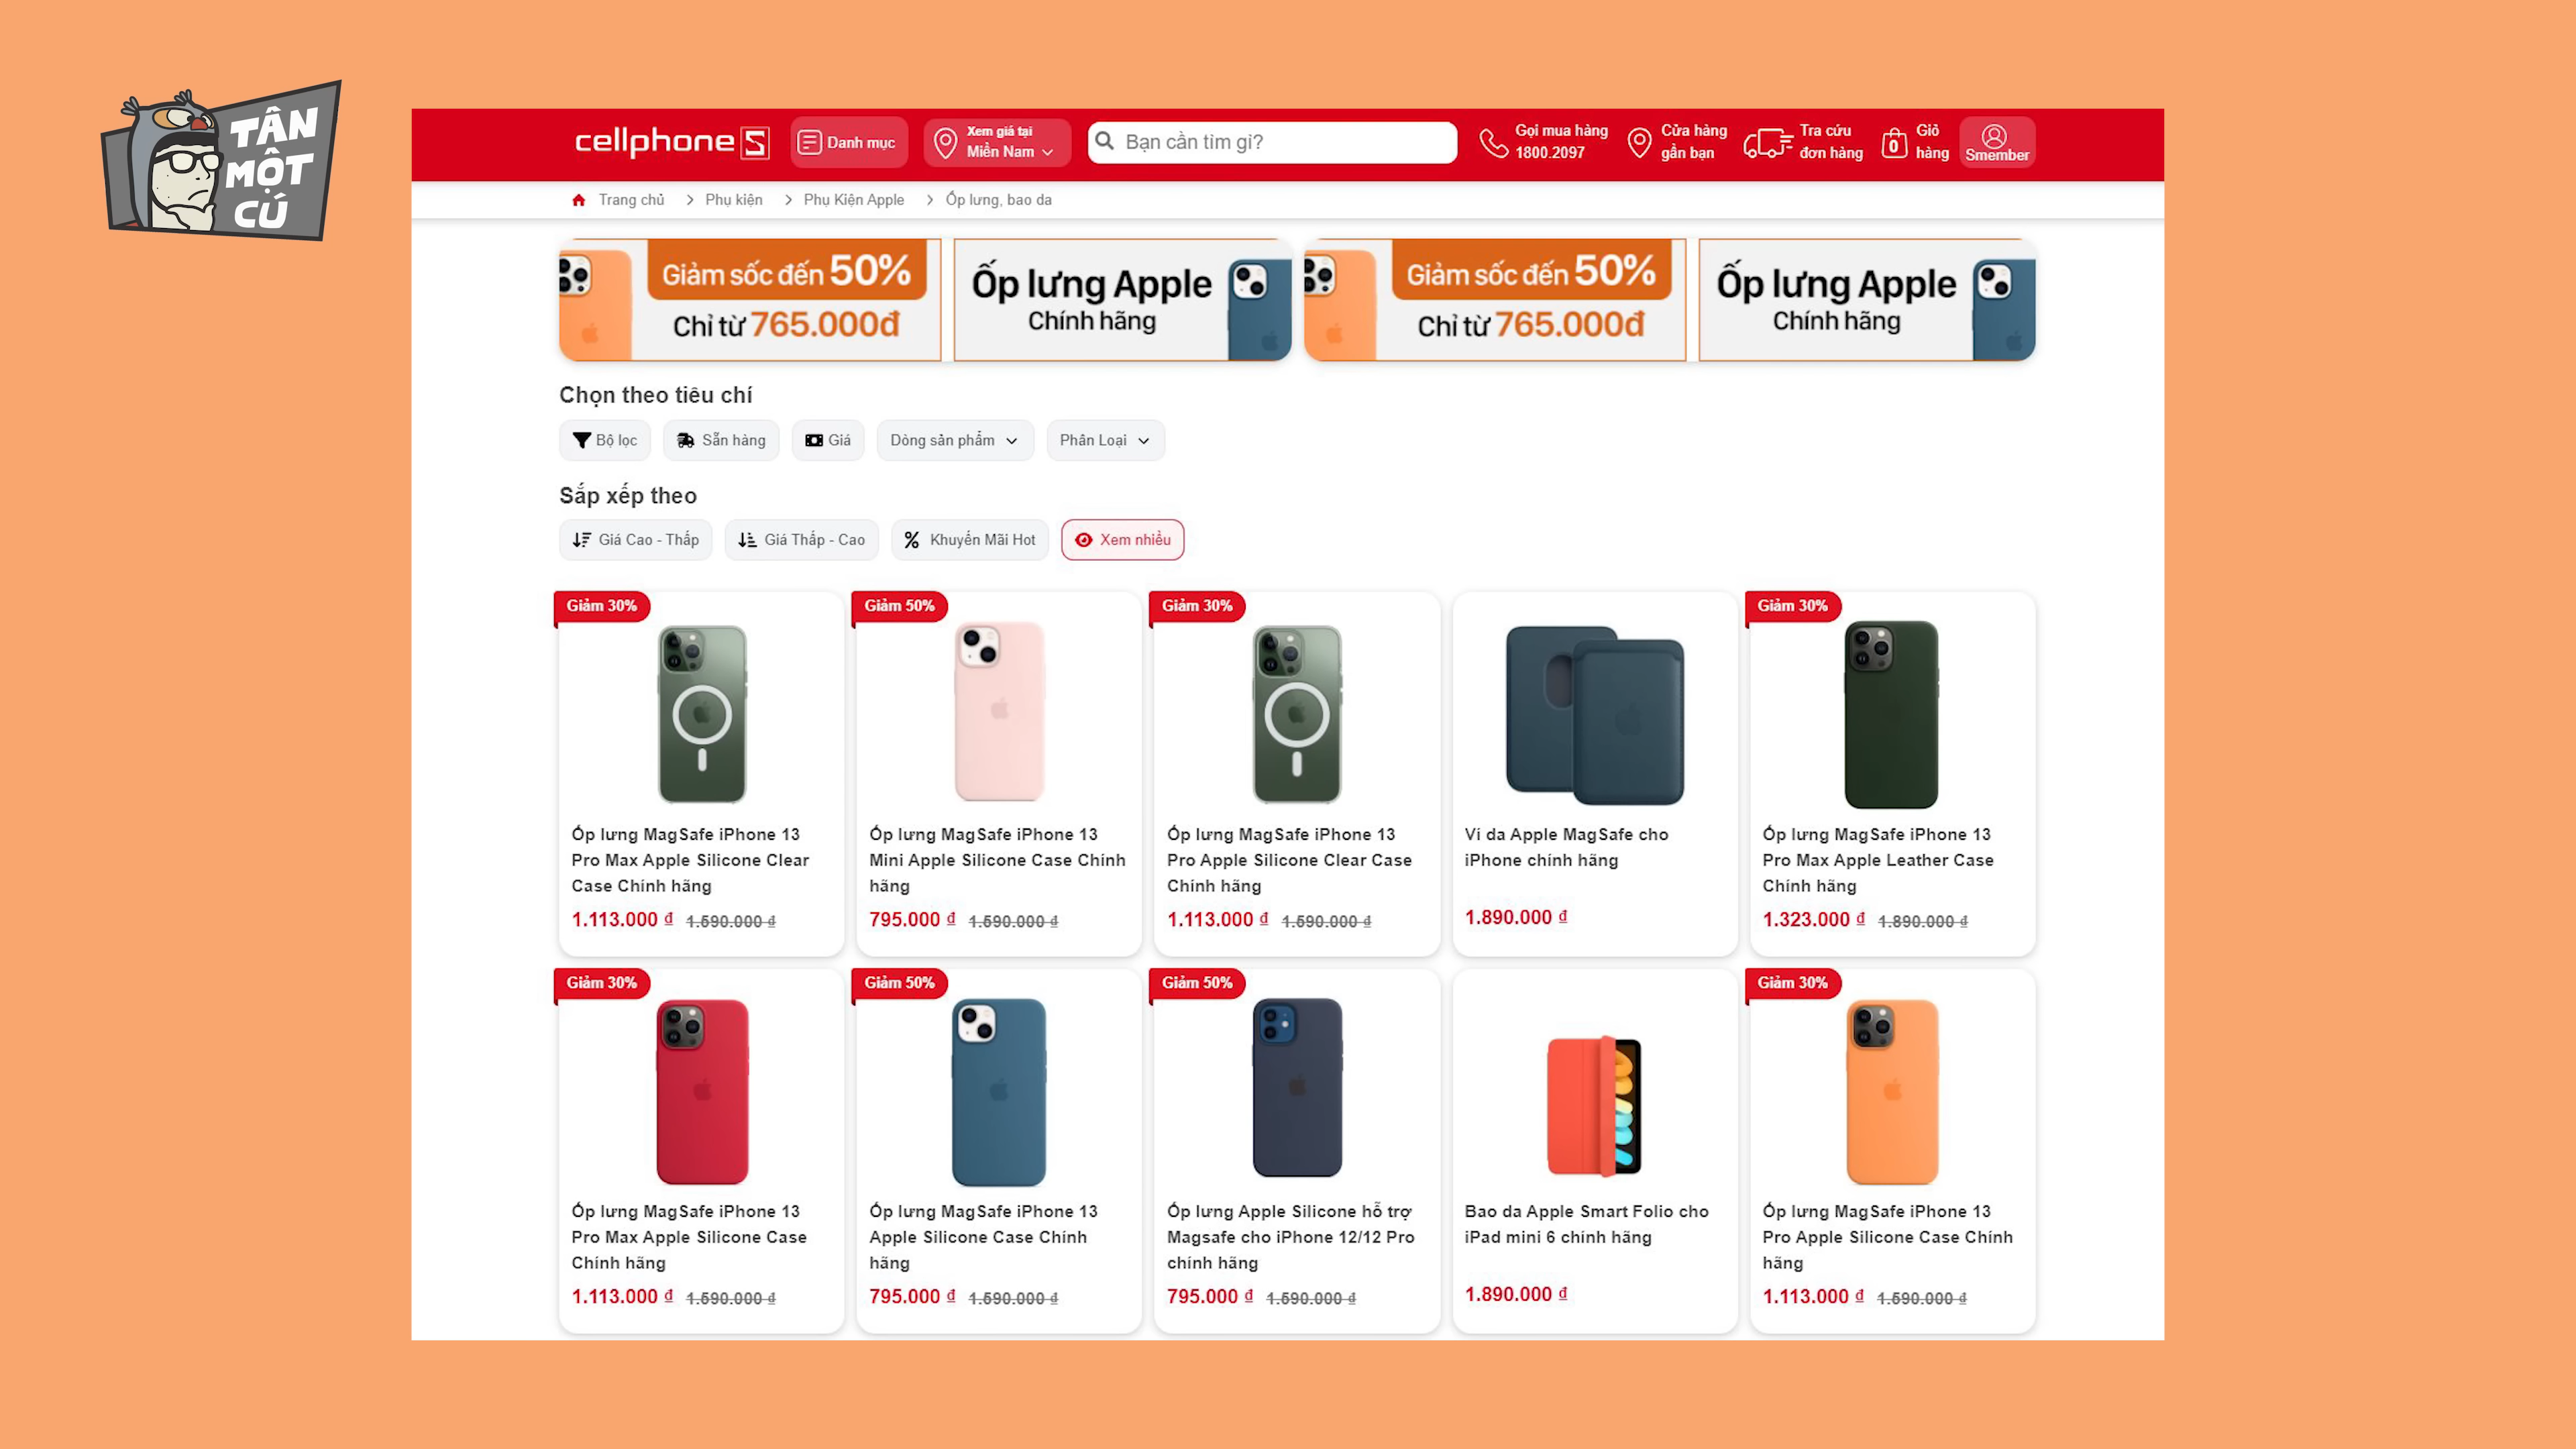 TÂN
MỘT
CÚ
cellphoneS
Danh mục
Xem giá tại
Miền Nam
Bạn cần tìm gì?
Gọi mua hàng
1800.2097
Cửa hàng
gần bạn
Tra cứu
đơn hàng
0
Giỏ
hàng
Smember
Trang chủ
Phụ kiện
Phụ Kiện Apple
Ốp lưng, bao da
Giảm sốc đến 50%
Chỉ từ 765.000đ
Ốp lưng Apple
Chính hãng
Giảm sốc đến 50%
Chỉ từ 765.000đ
Ốp lưng Apple
Chính hãng
Chọn theo tiêu chí
Bộ lọc
Sẵn hàng
Giá
Dòng sản phẩm
Phân Loại
Sắp xếp theo
Giá Cao - Thấp
Giá Thấp - Cao
Khuyến Mãi Hot
Xem nhiều
Giảm 30%
Ốp lưng MagSafe iPhone 13
Pro Max Apple Silicone Clear
Case Chính hãng
1.113.000 ₫ 1.590.000 ₫
Giảm 50%
Ốp lưng MagSafe iPhone 13
Mini Apple Silicone Case Chính
hãng
795.000 ₫ 1.590.000 ₫
Giảm 30%
Ốp lưng MagSafe iPhone 13
Pro Apple Silicone Clear Case
Chính hãng
1.113.000 ₫ 1.590.000 ₫
Ví da Apple MagSafe cho
iPhone chính hãng
1.890.000 ₫
Giảm 30%
Ốp lưng MagSafe iPhone 13
Pro Max Apple Leather Case
Chính hãng
1.323.000 ₫ 1.890.000 ₫
Giảm 30%
Ốp lưng MagSafe iPhone 13
Pro Max Apple Silicone Case
Chính hãng
1.113.000 ₫ 1.590.000 ₫
Giảm 50%
Ốp lưng MagSafe iPhone 13
Apple Silicone Case Chính
hãng
795.000 ₫ 1.590.000 ₫
Giảm 50%
Ốp lưng Apple Silicone hỗ trợ
Magsafe cho iPhone 12/12 Pro
chính hãng
795.000 ₫ 1.590.000 ₫
Bao da Apple Smart Folio cho
iPad mini 6 chính hãng
1.890.000 ₫
Giảm 30%
Ốp lưng MagSafe iPhone 13
Pro Apple Silicone Case Chính
hãng
1.113.000 ₫ 1.590.000 ₫